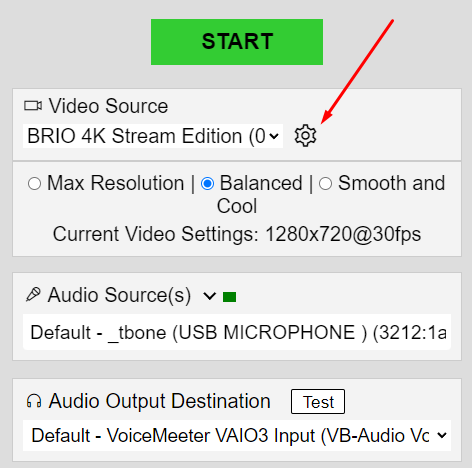 START
Video Source
BRIO 4K Stream Edition (0
Max Resolution | Balanced | Smooth and
Cool
Current Video Settings: 1280x720@30fps
Audio Source(s)
Default - _tbone (USB MICROPHONE ) (3212:1a
Audio Output Destination Test
Default - VoiceMeeter VAIO3 Input (VB-Audio Vo